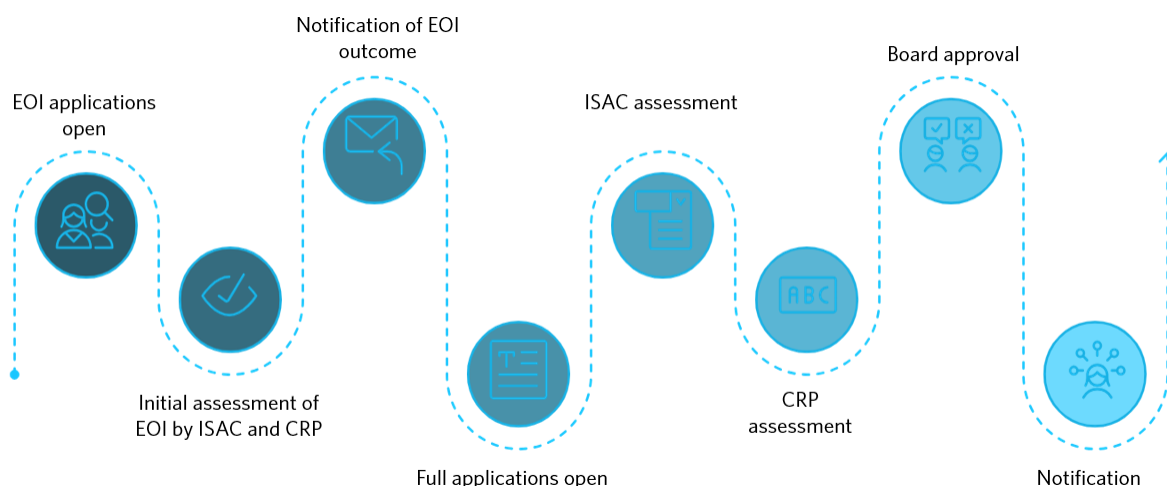 EOI applications
open
Initial assessment of
EOI by ISAC and CRP
Notification of EOI
outcome
Full applications open
ISAC assessment
ABC
CRP
assessment
Board approval
Notification